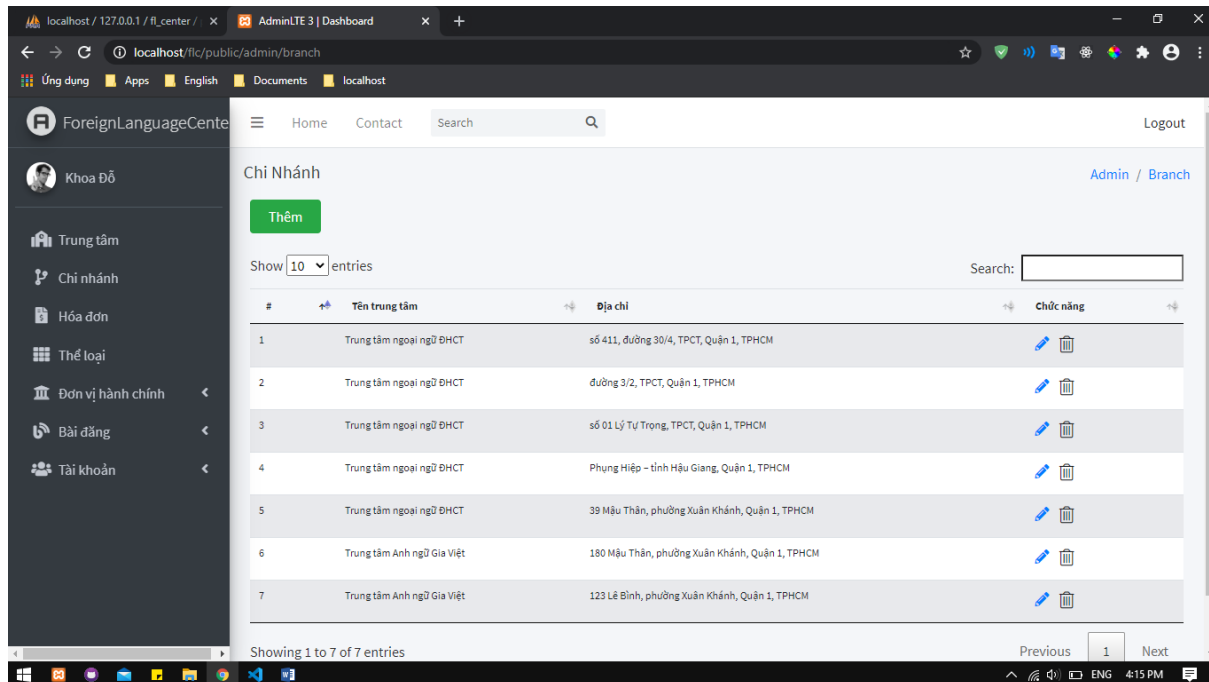 localhost / 127.0.0.1 / fl_center / AdminLTE 3 | Dashboard
localhost/flc/public/admin/branch
Ứng dụng Apps English Documents localhost
ForeignLanguageCente Home Contact Search Logout
Khoa Đỗ Chi Nhánh Admin / Branch
Thêm
Trung tâm
Show 10 entries Search:
Chi nhánh
# Tên trung tâm Địa chỉ Chức năng
Hóa đơn
1 Trung tâm ngoại ngữ ĐHCT số 411, đường 30/4, TPCT, Quận 1, TPHCM
Thể loại
2 Trung tâm ngoại ngữ ĐHCT đường 3/2, TPCT, Quận 1, TPHCM
Đơn vị hành chính
3 Trung tâm ngoại ngữ ĐHCT số 01 Lý Tự Trọng, TPCT, Quận 1, TPHCM
Bài đăng
4 Trung tâm ngoại ngữ ĐHCT Phụng Hiệp – tỉnh Hậu Giang, Quận 1, TPHCM
Tài khoản
5 Trung tâm ngoại ngữ ĐHCT 39 Mậu Thân, phường Xuân Khánh, Quận 1, TPHCM
6 Trung tâm Anh ngữ Gia Việt 180 Mậu Thân, phường Xuân Khánh, Quận 1, TPHCM
7 Trung tâm Anh ngữ Gia Việt 123 Lê Bình, phường Xuân Khánh, Quận 1, TPHCM
Showing 1 to 7 of 7 entries Previous 1 Next
ENG 4:15 PM